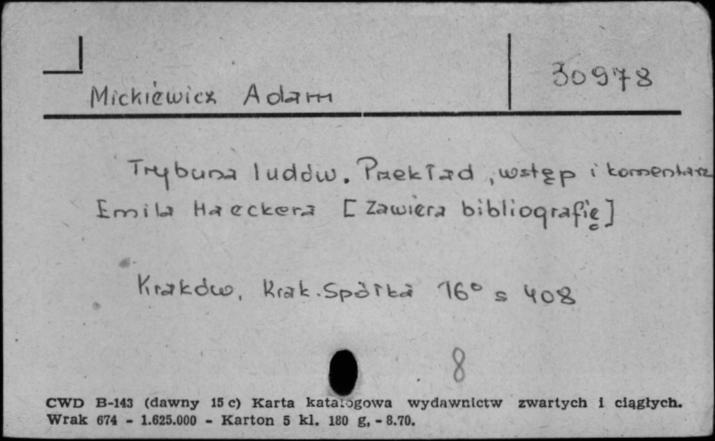 30978
Mickiewicz Adam
Trybuna ludów. Przekład, wstęp i komentarz
Emila Haeckera [Zawiera bibliografię]
Kraków, Krak. Spółka 16° s 408
8
CWD B-143 (dawny 15 c) Karta katalogowa wydawnictw zwartych i ciągłych.
Wrak 674 - 1.625.000 - Karton 5 kl. 180 g, - 8.70.